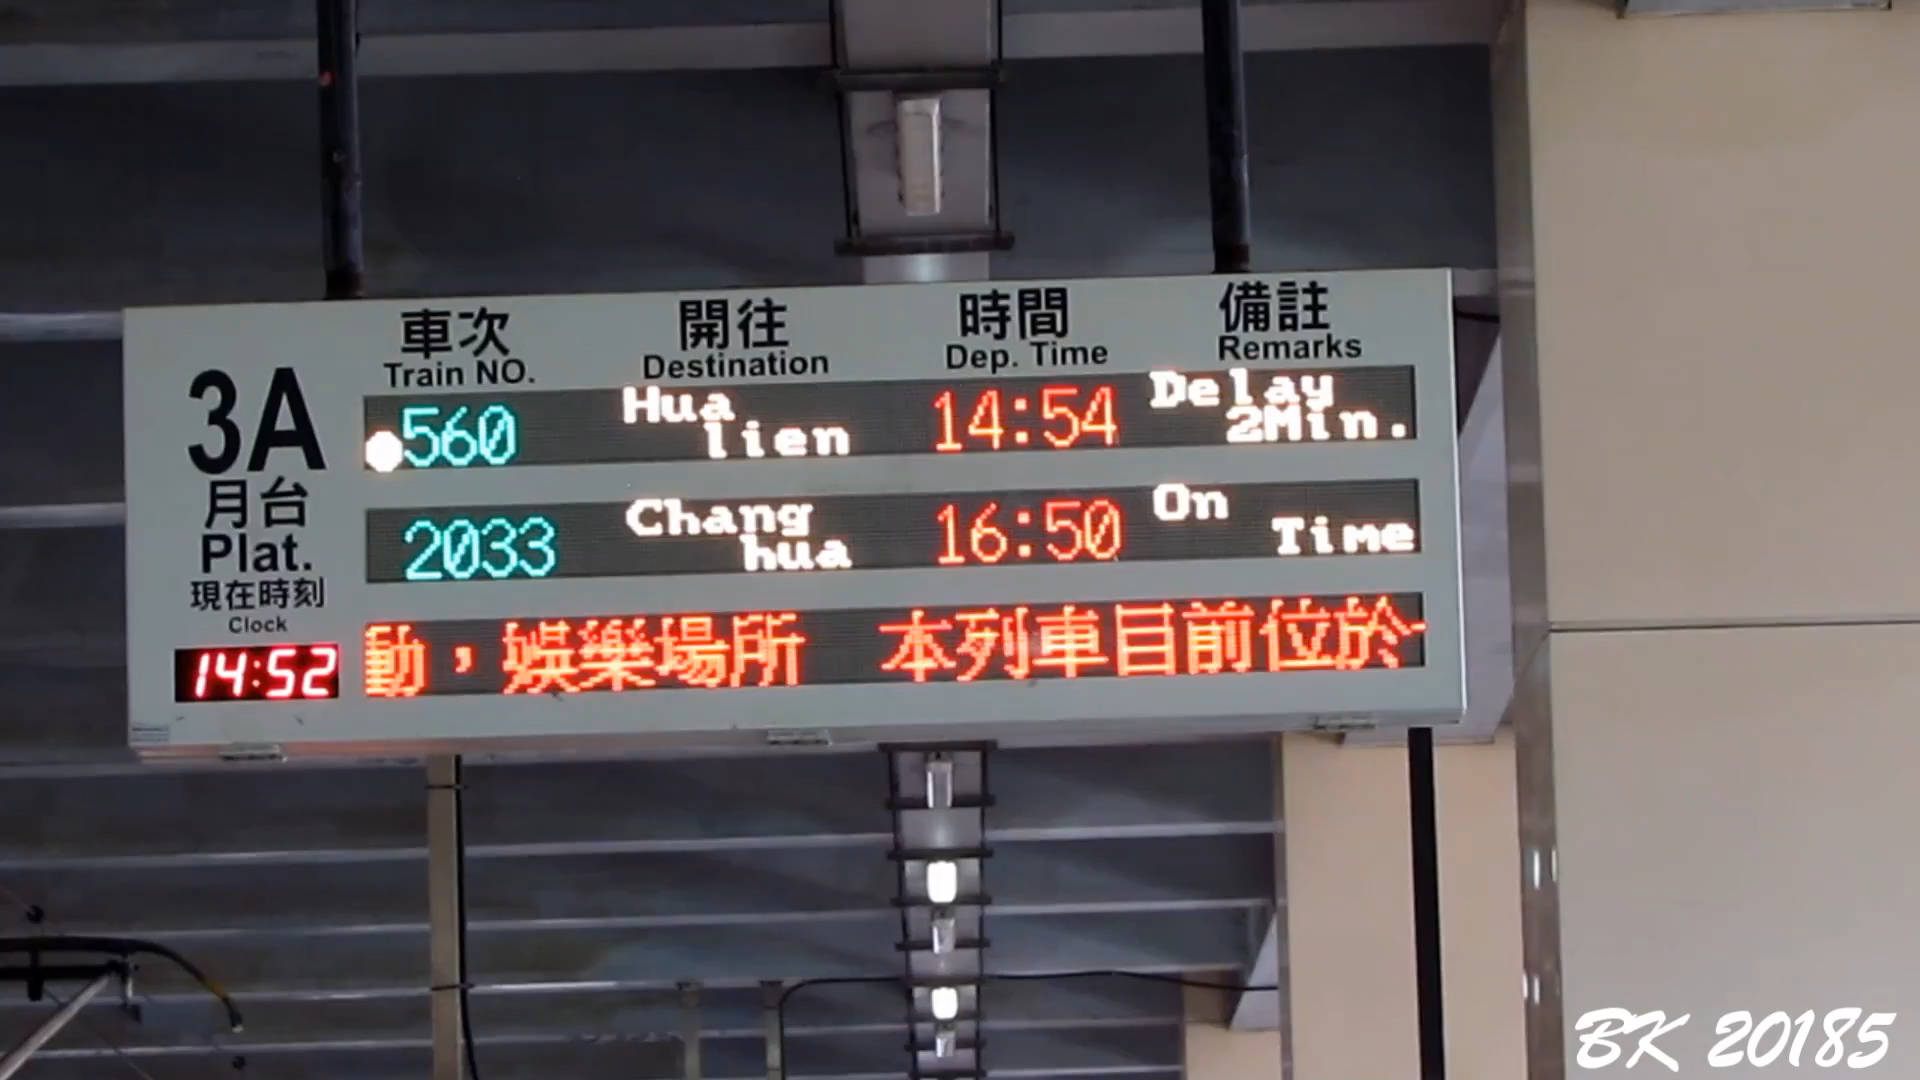 3A
月台
Plat.
現在時刻
Clock
14:52
車次 開往 時間 備註
Train NO. Destination Dep. Time Remarks
560 Hua lien 14:54 Delay 2Min.
2033 Chang hua 16:50 On Time
動，娛樂場所 本列車目前位於
BK 20185